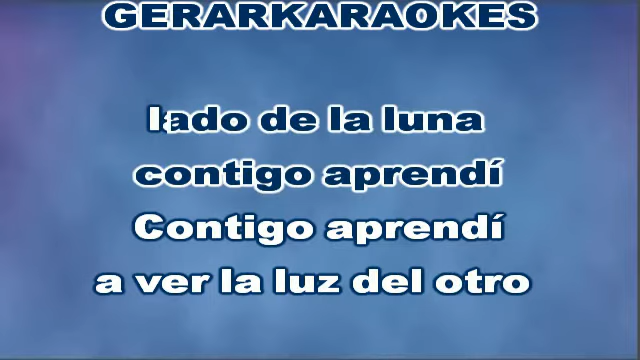 GERARKARAOKES
lado de la luna
contigo aprendí
Contigo aprendí
a ver la luz del otro